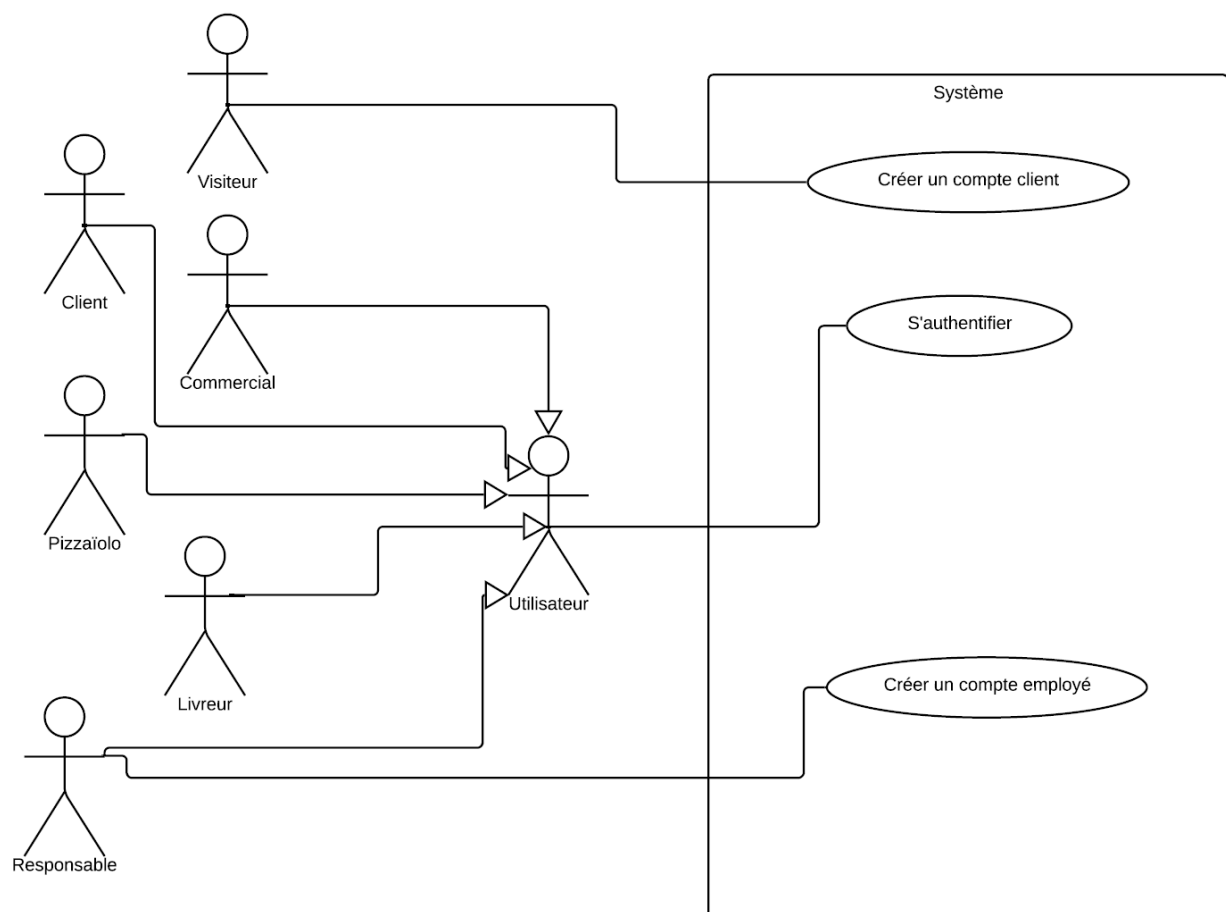 Système
Visiteur
Créer un compte client
Client
S'authentifier
Commercial
Pizzaïolo
Utilisateur
Créer un compte employé
Livreur
Responsable